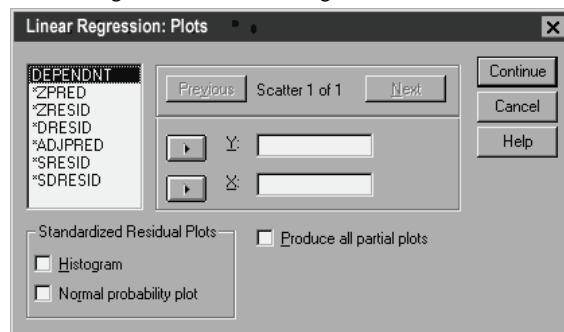 Linear Regression: Plots
DEPENDNT
*ZPRED
*ZRESID
*DRESID
*ADJPRED
*SRESID
*SDRESID
Previous
Scatter 1 of 1
Next
Y:
X:
Continue
Cancel
Help
Standardized Residual Plots
Histogram
Normal probability plot
Produce all partial plots